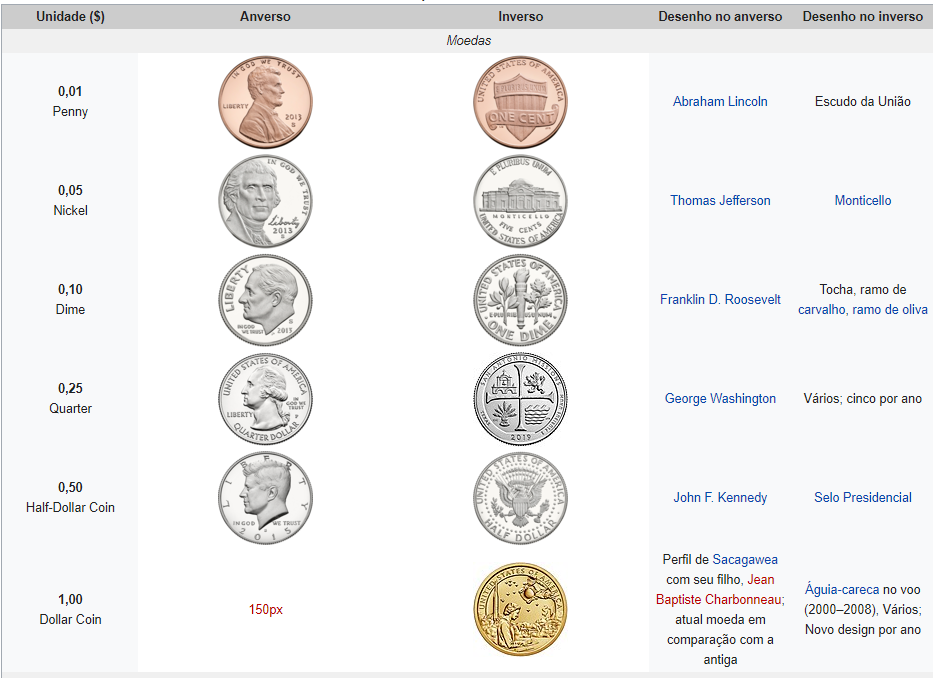 Unidade ($) Anverso Inverso Desenho no anverso Desenho no inverso
Moedas
0,01
Penny
IN GOD WE TRUST
LIBERTY
2013
S
UNITED STATES OF AMERICA
E PLURIBUS UNUM
ONE CENT
Abraham Lincoln
Escudo da União
0,05
Nickel
IN GOD WE TRUST
Liberty
2013
S
E PLURIBUS UNUM
MONTICELLO
FIVE CENTS
UNITED STATES OF AMERICA
Thomas Jefferson
Monticello
0,10
Dime
LIBERTY
IN GOD
WE TRUST
2013
UNITED STATES OF AMERICA
E PLURIBUS UNUM
ONE DIME
Franklin D. Roosevelt
Tocha, ramo de
carvalho, ramo de oliva
0,25
Quarter
UNITED STATES OF AMERICA
LIBERTY
IN
GOD WE
TRUST
P
QUARTER DOLLAR
SAN ANTONIO MISSIONS
TEXAS
2019
E PLURIBUS UNUM
George Washington
Vários; cinco por ano
0,50
Half-Dollar Coin
LIBERTY
IN GOD WE TRUST
2015
UNITED STATES OF AMERICA
HALF DOLLAR
John F. Kennedy
Selo Presidencial
1,00
Dollar Coin
150px
UNITED STATES OF AMERICA
Perfil de Sacagawea
com seu filho, Jean
Baptiste Charbonneau;
atual moeda em
comparação com a
antiga
Águia-careca no voo
(2000–2008), Vários;
Novo design por ano